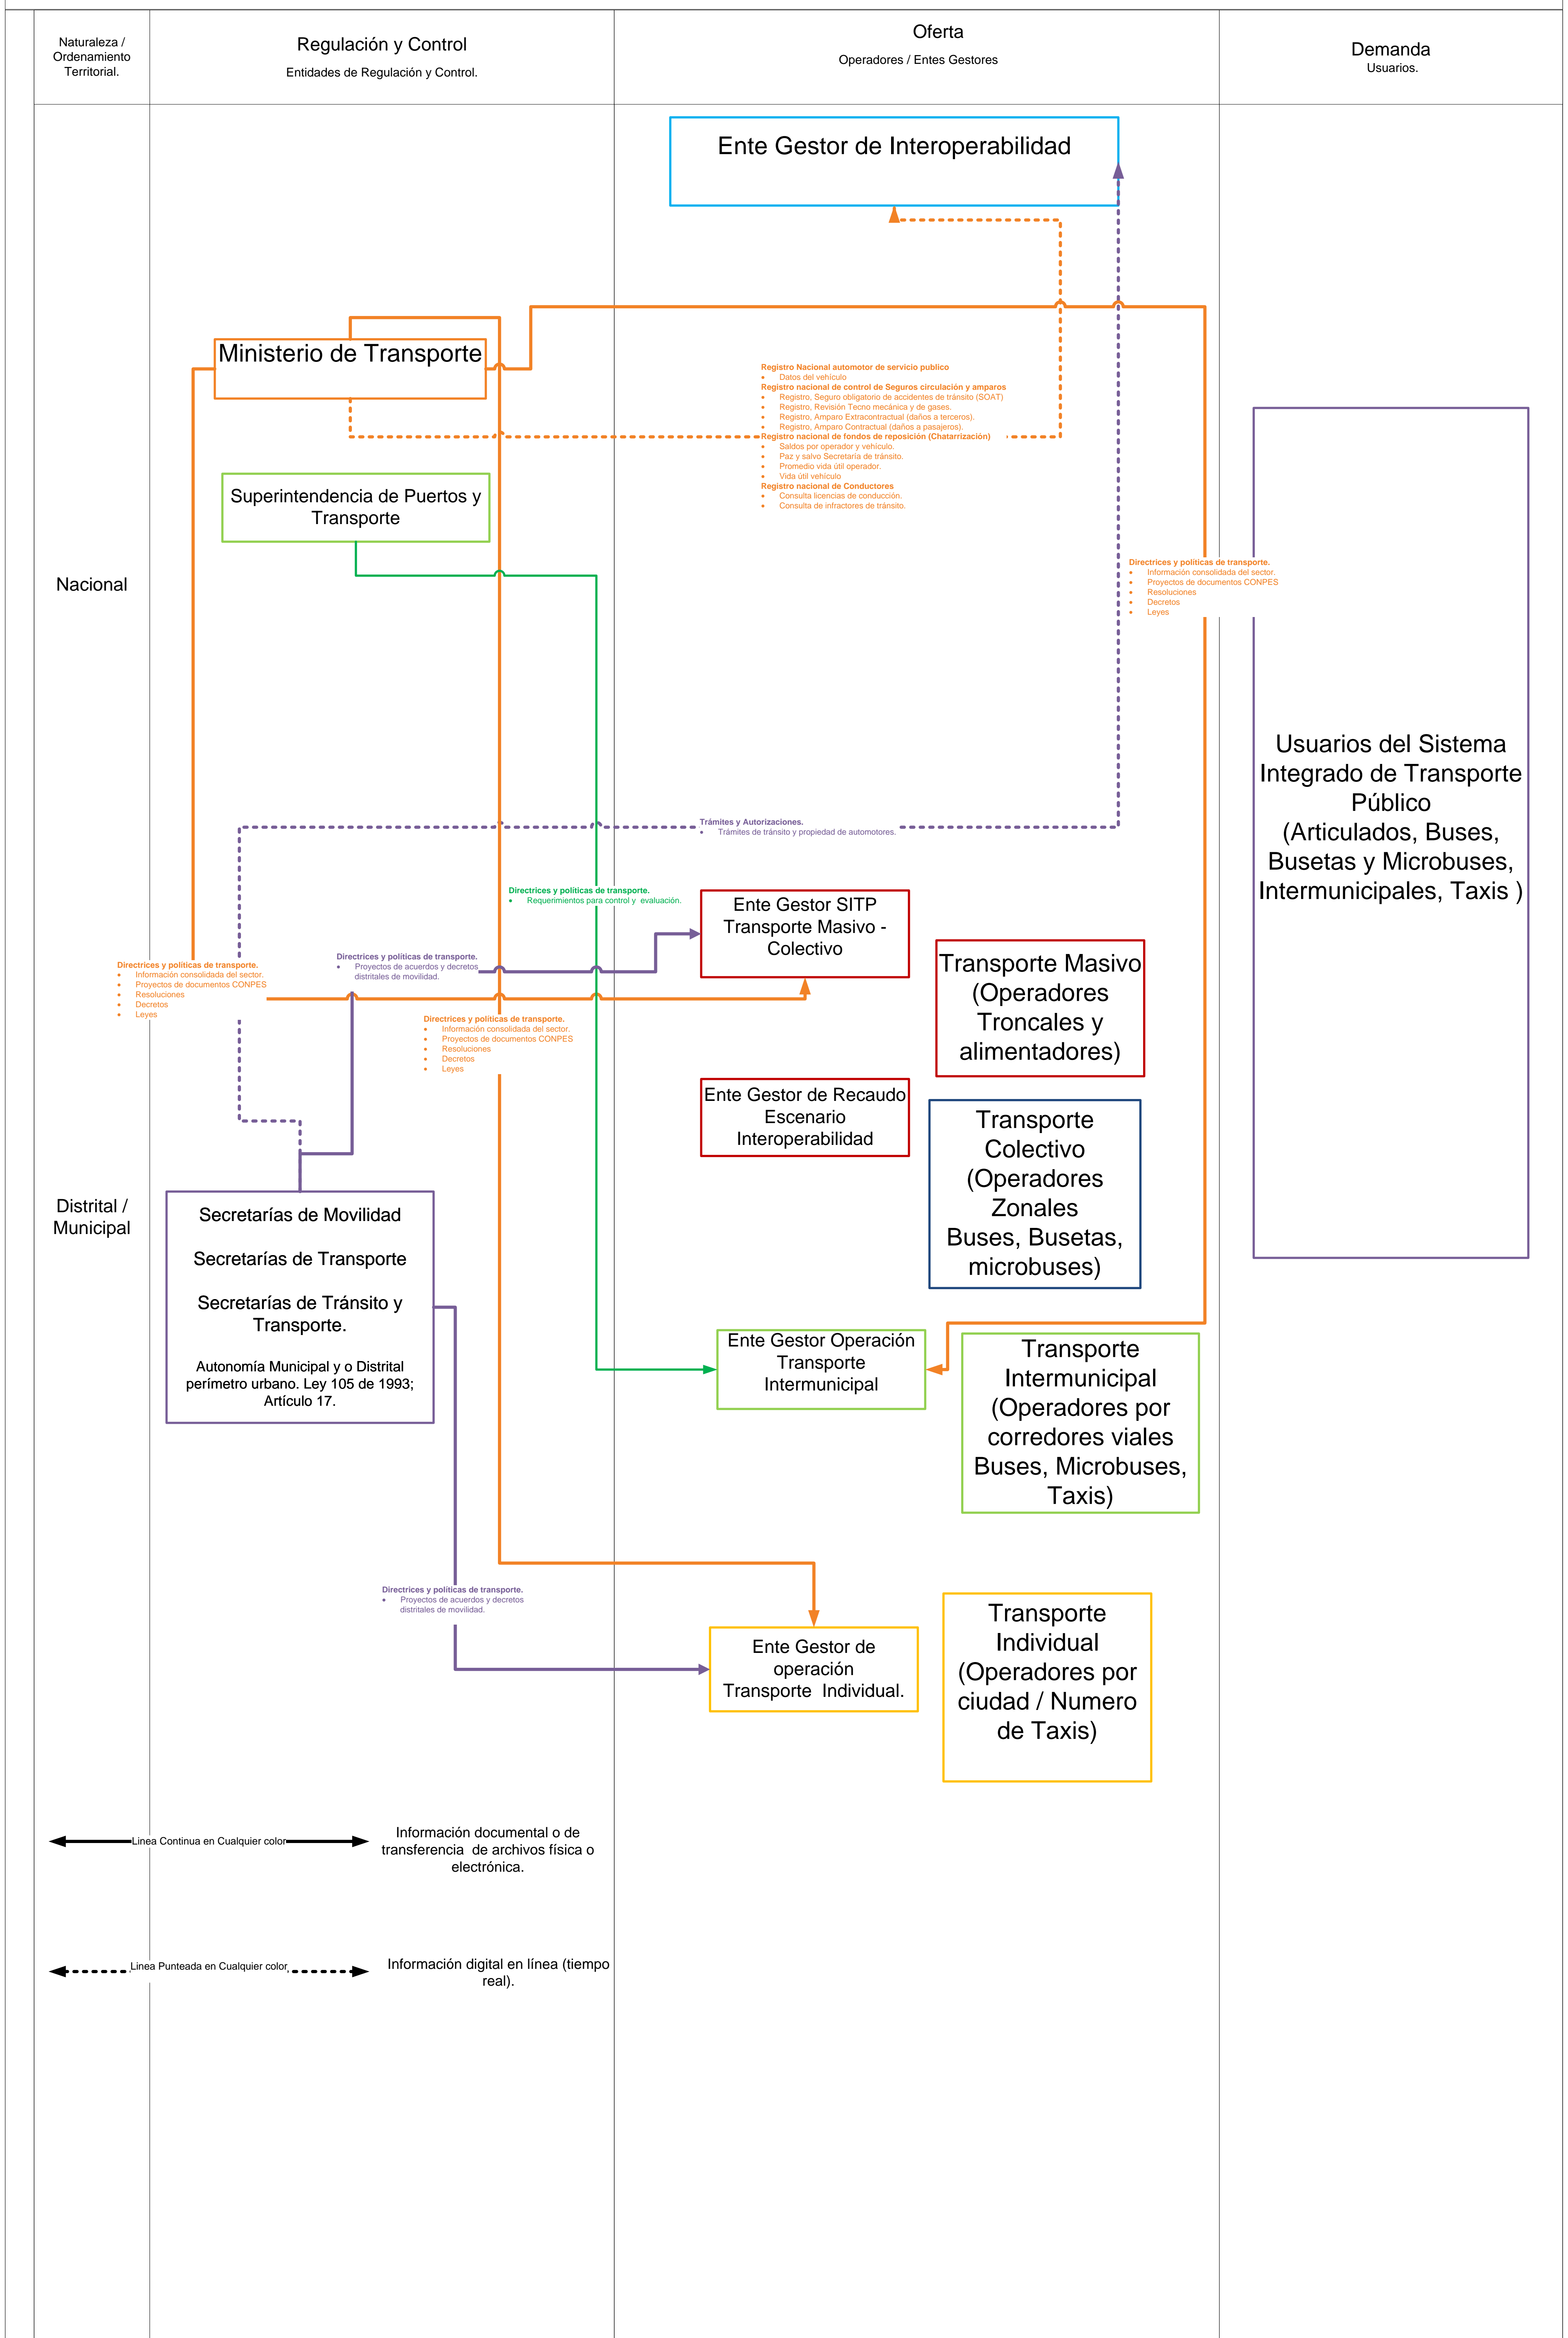 Naturaleza /
Ordenamiento
Territorial.
Regulación y Control
Entidades de Regulación y Control.
Oferta
Operadores / Entes Gestores
Demanda
Usuarios.
Ente Gestor de Interoperabilidad
Ministerio de Transporte
Registro Nacional automotor de servicio publico
• Datos del vehículo
Registro nacional de control de Seguros circulación y amparos
• Registro, Seguro obligatorio de accidentes de tránsito (SOAT)
• Registro, Revisión Tecno mecánica y de gases.
• Registro, Amparo Extracontractual (daños a terceros).
• Registro, Amparo Contractual (daños a pasajeros).
Registro nacional de fondos de reposición (Chatarrización)
• Saldos por operador y vehículo.
• Paz y salvo Secretaría de tránsito.
• Promedio vida útil operador.
• Vida útil vehículo
Registro nacional de Conductores
• Consulta licencias de conducción.
• Consulta de infractores de tránsito.
Superintendencia de Puertos y
Transporte
Nacional
Directrices y políticas de transporte.
• Información consolidada del sector.
• Proyectos de documentos CONPES
• Resoluciones
• Decretos
• Leyes
Usuarios del Sistema
Integrado de Transporte
Público
(Articulados, Buses,
Busetas y Microbuses,
Intermunicipales, Taxis )
Trámites y Autorizaciones.
• Trámites de tránsito y propiedad de automotores.
Directrices y políticas de transporte.
• Requerimientos para control y evaluación.
Ente Gestor SITP
Transporte Masivo -
Colectivo
Directrices y políticas de transporte.
• Proyectos de acuerdos y decretos
distritales de movilidad.
Directrices y políticas de transporte.
• Información consolidada del sector.
• Proyectos de documentos CONPES
• Resoluciones
• Decretos
• Leyes
Transporte Masivo
(Operadores
Troncales y
alimentadores)
Directrices y políticas de transporte.
• Información consolidada del sector.
• Proyectos de documentos CONPES
• Resoluciones
• Decretos
• Leyes
Ente Gestor de Recaudo
Escenario
Interoperabilidad
Transporte
Colectivo
(Operadores
Zonales
Buses, Busetas,
microbuses)
Distrital /
Municipal
Secretarías de Movilidad
Secretarías de Transporte
Secretarías de Tránsito y
Transporte.
Autonomía Municipal y o Distrital
perímetro urbano. Ley 105 de 1993;
Artículo 17.
Ente Gestor Operación
Transporte
Intermunicipal
Transporte
Intermunicipal
(Operadores por
corredores viales
Buses, Microbuses,
Taxis)
Directrices y políticas de transporte.
• Proyectos de acuerdos y decretos
distritales de movilidad.
Ente Gestor de
operación
Transporte Individual.
Transporte
Individual
(Operadores por
ciudad / Numero
de Taxis)
Linea Continua en Cualquier color
Información documental o de
transferencia de archivos física o
electrónica.
Linea Punteada en Cualquier color
Información digital en línea (tiempo
real).